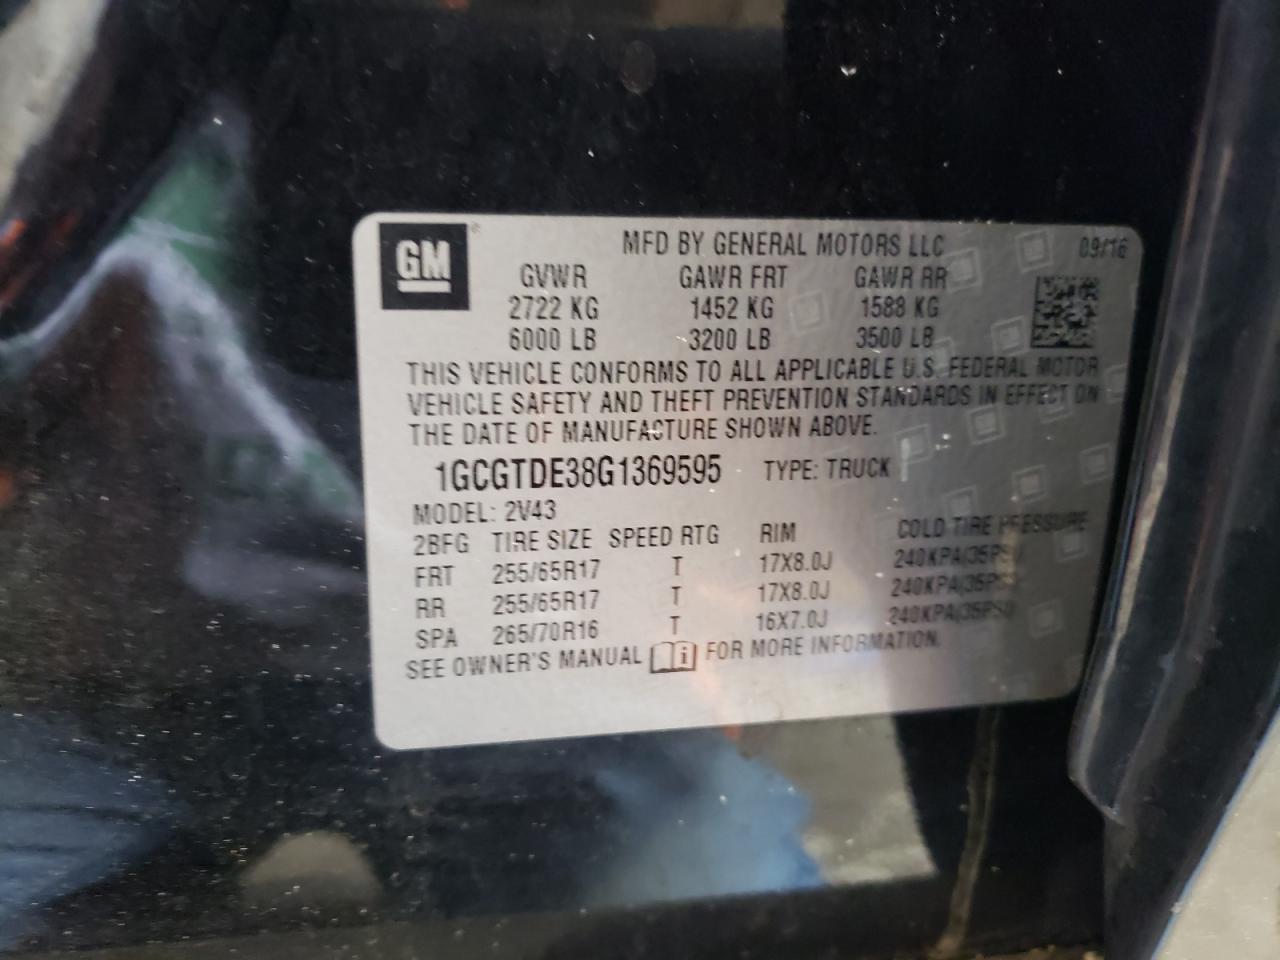 GM ®
MFD BY GENERAL MOTORS LLC 09/16
GVWR GAWR FRT GAWR RR
2722 KG 1452 KG 1588 KG
6000 LB 3200 LB 3500 LB
THIS VEHICLE CONFORMS TO ALL APPLICABLE U.S. FEDERAL MOTOR
VEHICLE SAFETY AND THEFT PREVENTION STANDARDS IN EFFECT ON
THE DATE OF MANUFACTURE SHOWN ABOVE.
1GCGTDE38G1369595 TYPE: TRUCK
MODEL: 2V43
2BFG TIRE SIZE SPEED RTG RIM COLD TIRE PRESSURE
FRT 255/65R17 T 17X8.0J 240KPA(35PSI)
RR 255/65R17 T 17X8.0J 240KPA(35PSI)
SPA 265/70R16 T 16X7.0J 240KPA(35PSI)
SEE OWNER'S MANUAL FOR MORE INFORMATION.